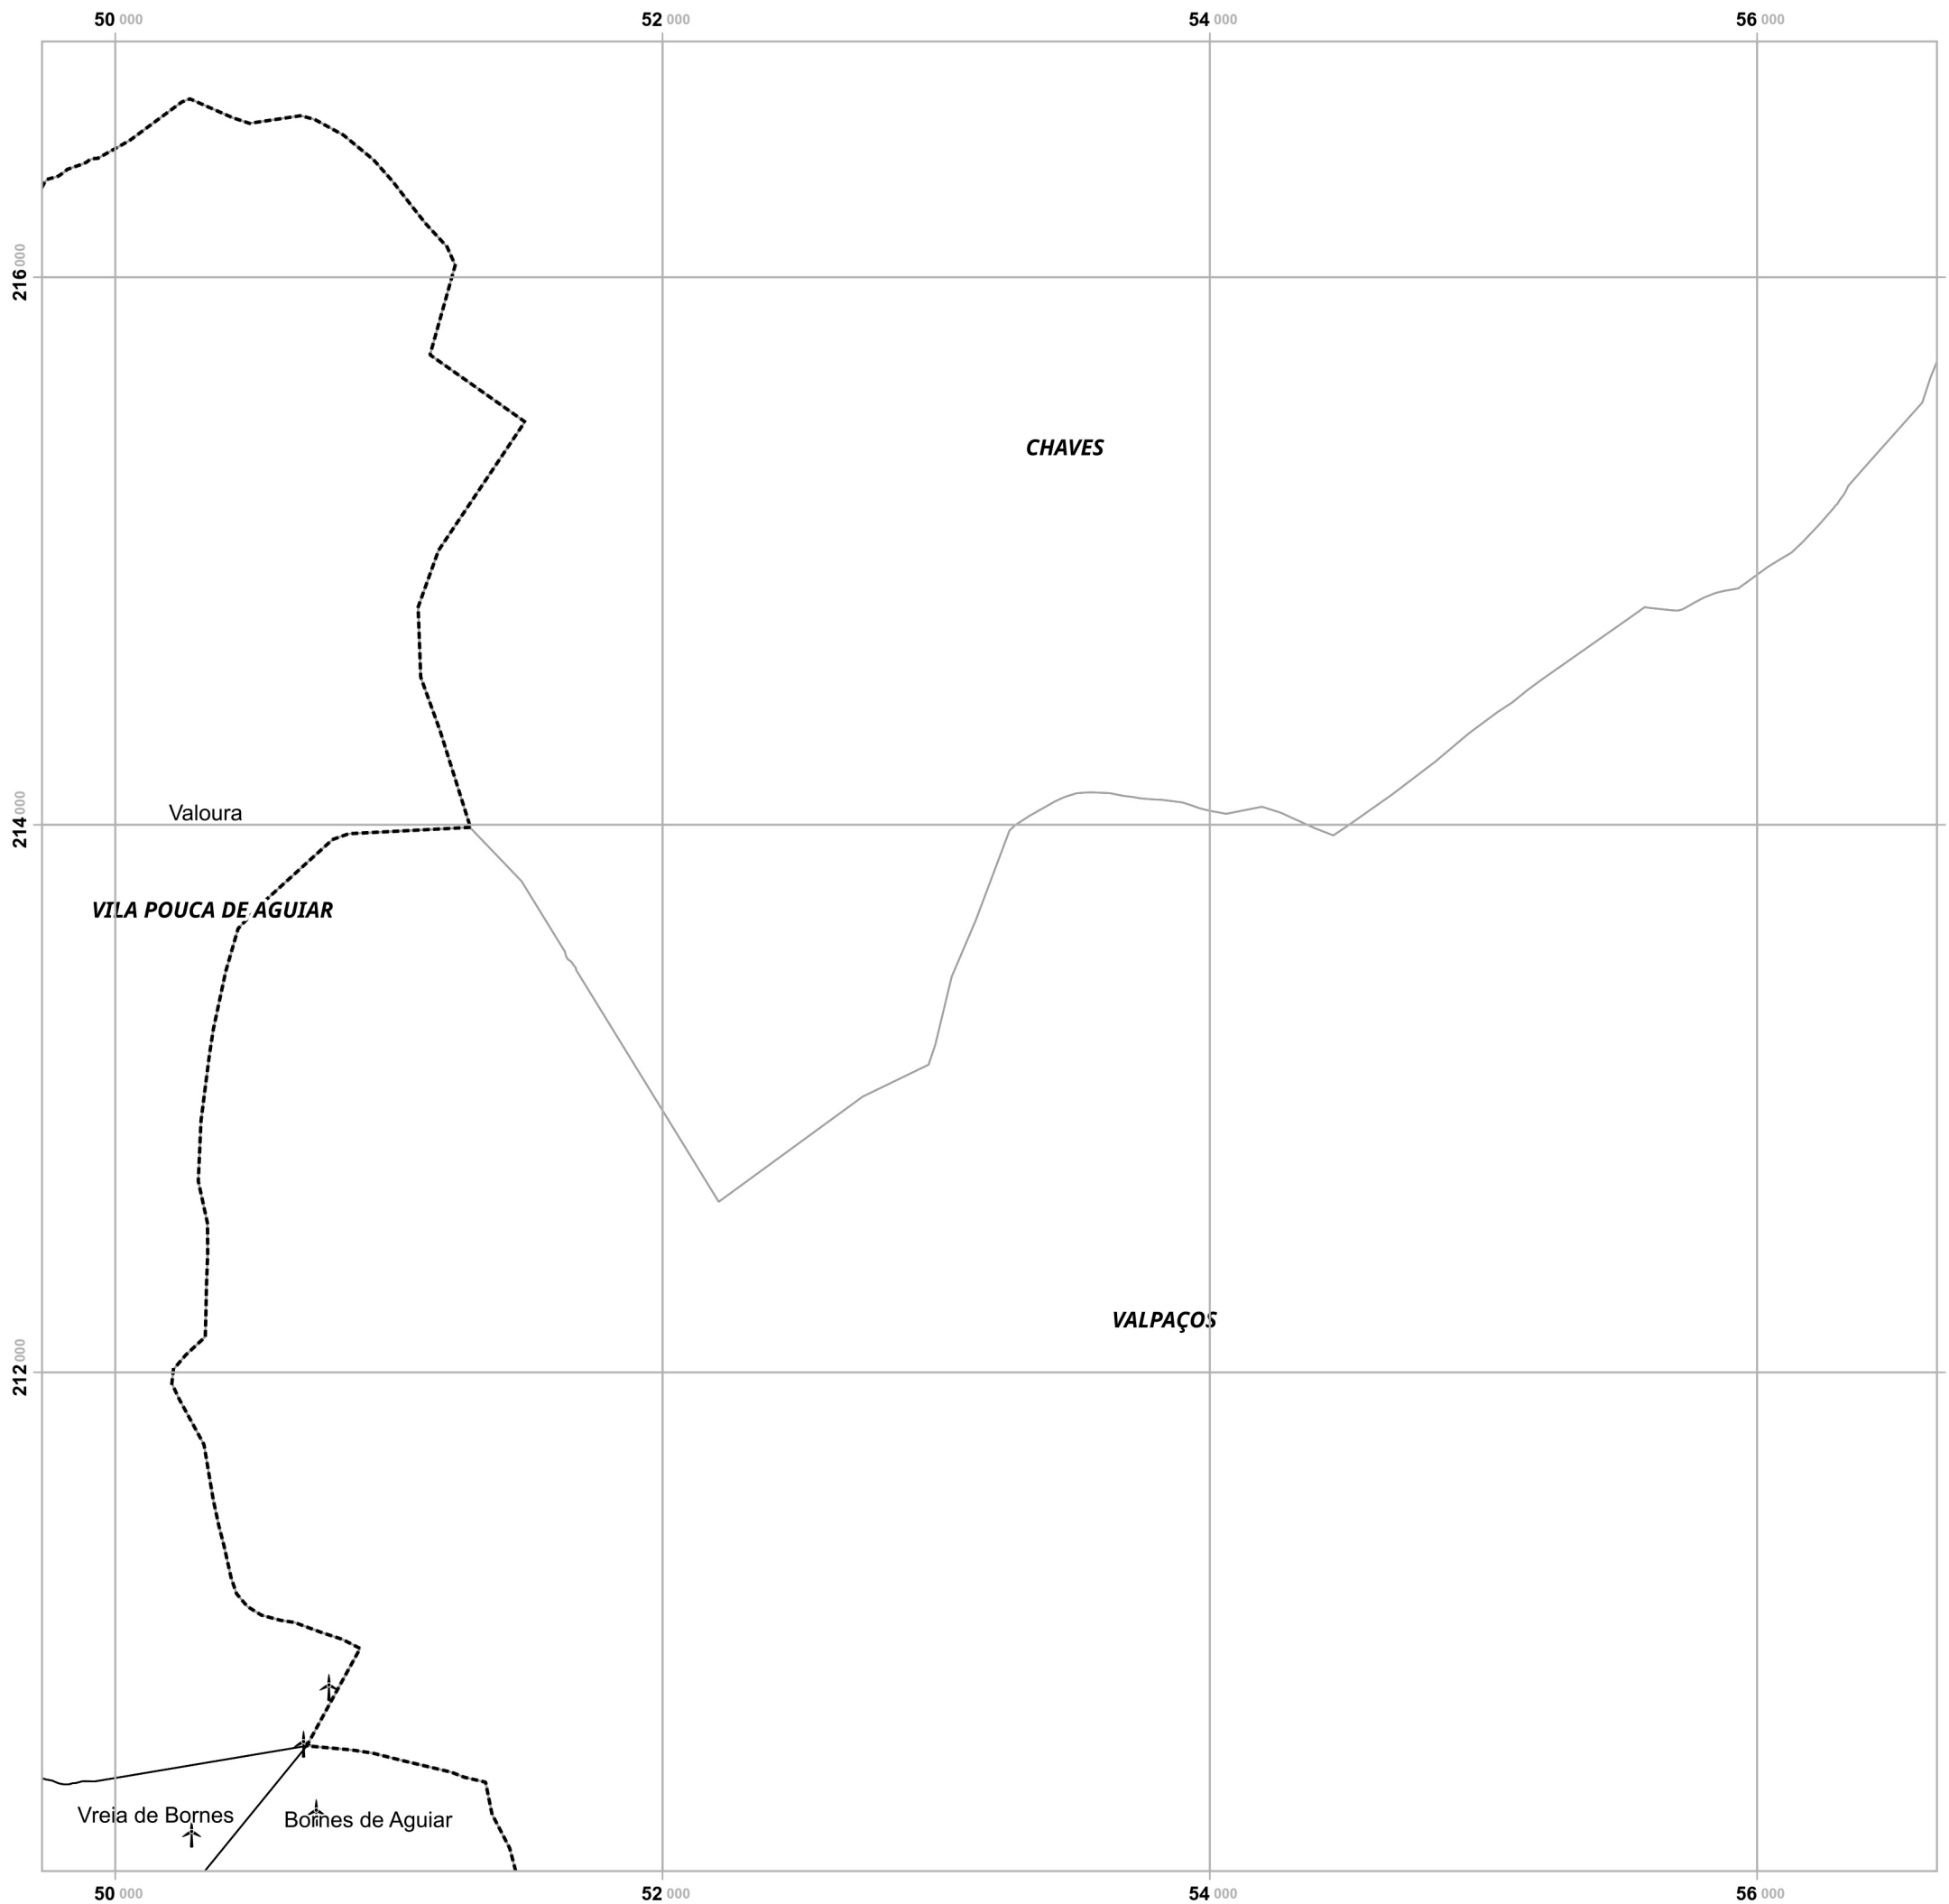 50 000
52 000
54 000
56 000
216 000
CHAVES
214 000
Valoura
VILA POUCA DE AGUIAR
VALPAÇOS
212 000
Vreia de Bornes
Bornes de Aguiar
50 000
52 000
54 000
56 000